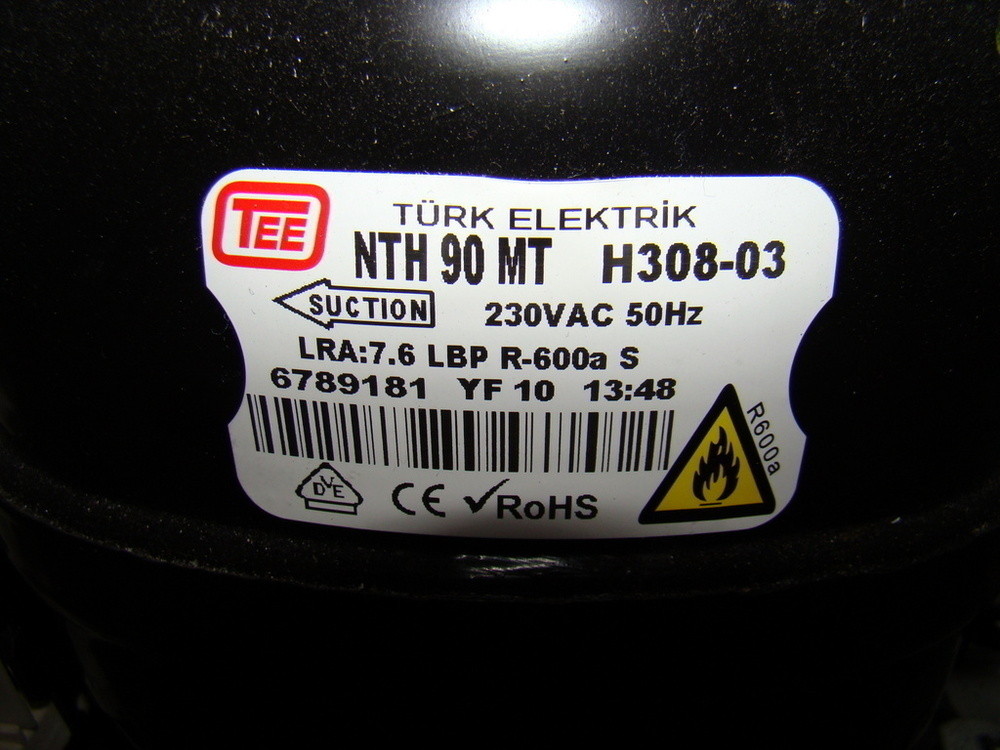 TEE
TÜRK ELEKTRİK
NTH 90 MT H308-03
SUCTION 230VAC 50Hz
LRA:7.6 LBP R-600a S
6789181 YF 10 13:48
R600a
DVE CE RoHS